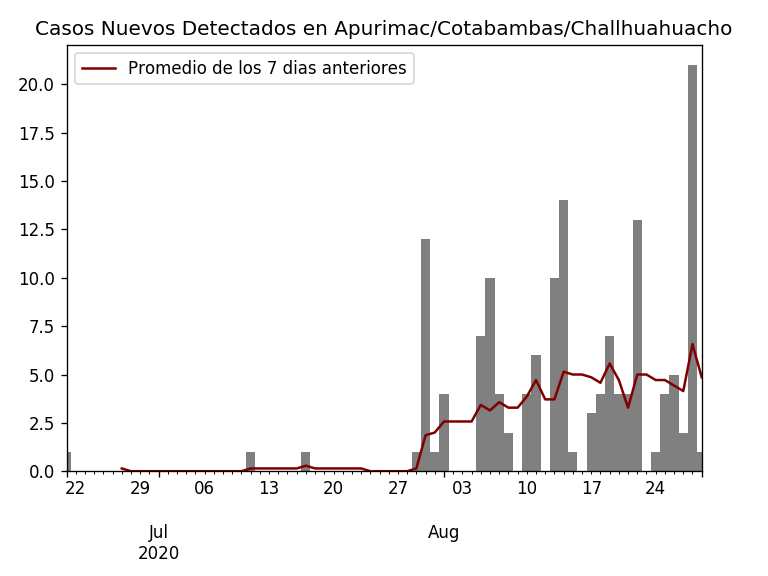 Casos Nuevos Detectados en Apurimac/Cotabambas/Challhuahuacho
Promedio de los 7 dias anteriores
20.0
17.5
15.0
12.5
10.0
7.5
5.0
2.5
0.0
22 29 06 13 20 27 03 10 17 24
Jul Aug
2020